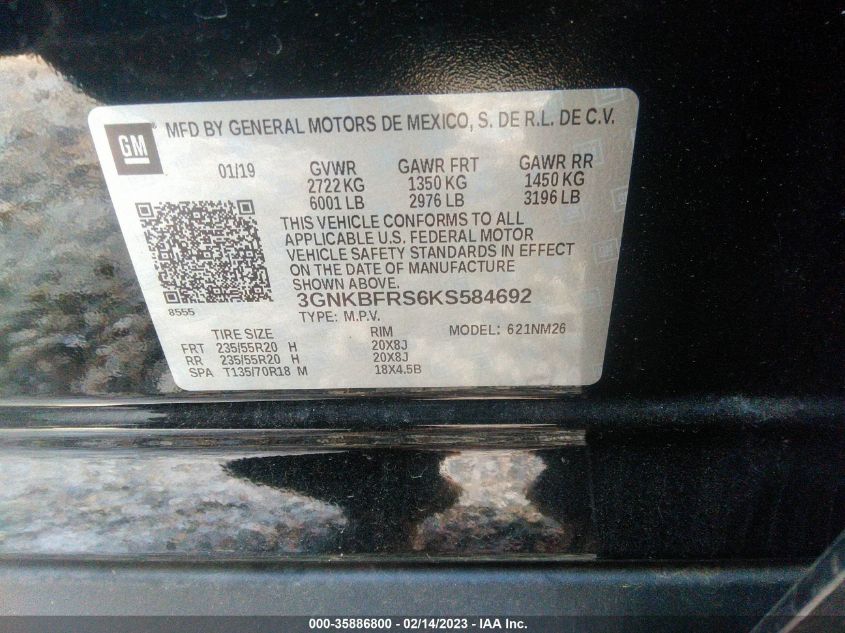 GM MFD BY GENERAL MOTORS DE MEXICO, S. DE R.L. DE C.V.
01/19 GVWR GAWR FRT GAWR RR
2722 KG 1350 KG 1450 KG
6001 LB 2976 LB 3196 LB
THIS VEHICLE CONFORMS TO ALL
APPLICABLE U.S. FEDERAL MOTOR
VEHICLE SAFETY STANDARDS IN EFFECT
ON THE DATE OF MANUFACTURE
SHOWN ABOVE.
3GNKBFRS6KS584692
8555
TYPE: M.P.V. MODEL: 621NM26
TIRE SIZE RIM
FRT 235/55R20 H 20X8J
RR 235/55R20 H 20X8J
SPA T135/70R18 M 18X4.5B
000-35886800 - 02/14/2023 - IAA Inc.